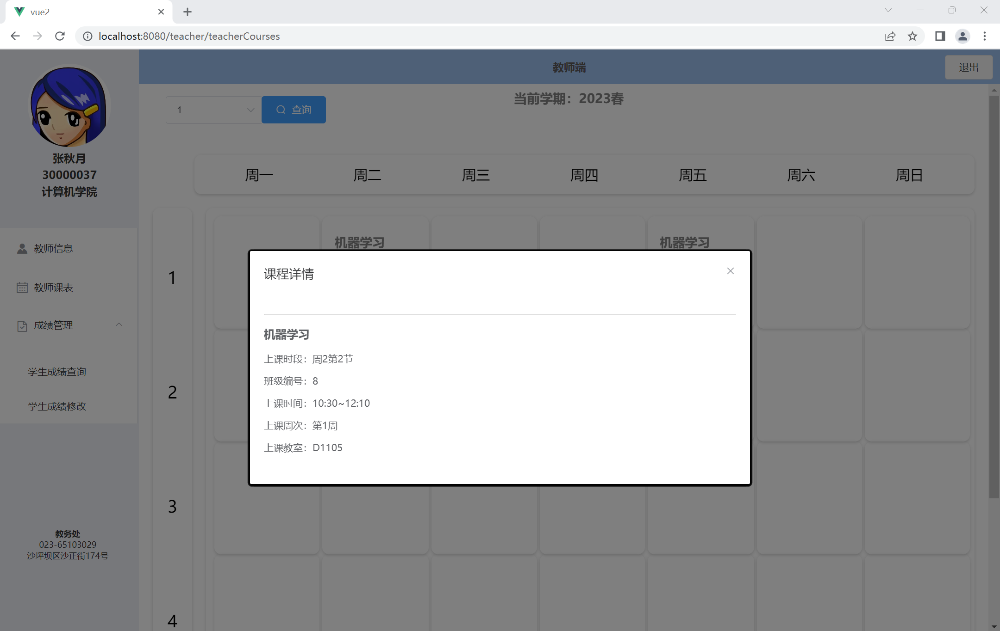 vue2
localhost:8080/teacher/teacherCourses
教师端
退出
张秋月
30000037
计算机学院
教师信息
教师课表
成绩管理
学生成绩查询
学生成绩修改
教务处
023-65103029
沙坪坝区沙正街174号
当前学期：2023春
1
查询
周一
周二
周三
周四
周五
周六
周日
1
2
3
4
机器学习
机器学习
课程详情
机器学习
上课时段：周2第2节
班级编号：8
上课时间：10:30~12:10
上课周次：第1周
上课教室：D1105